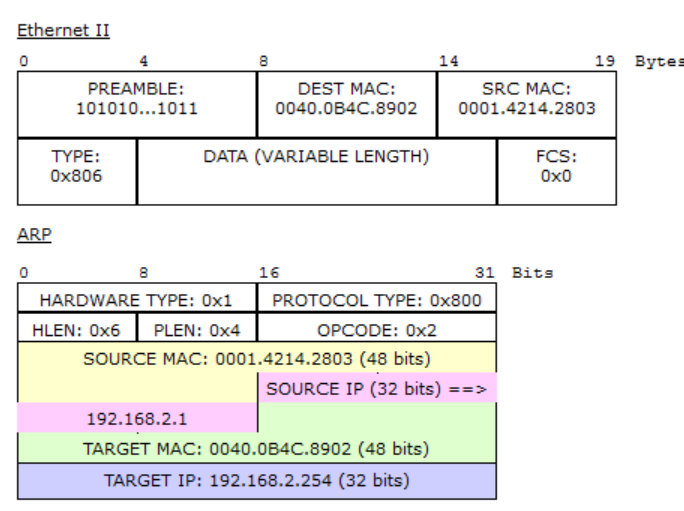 Ethernet II
0 4 8 14 19 Bytes
PREAMBLE: DEST MAC: SRC MAC:
101010...1011 0040.0B4C.8902 0001.4214.2803
TYPE: DATA (VARIABLE LENGTH) FCS:
0x806 0x0
ARP
0 8 16 31 Bits
HARDWARE TYPE: 0x1 PROTOCOL TYPE: 0x800
HLEN: 0x6 PLEN: 0x4 OPCODE: 0x2
SOURCE MAC: 0001.4214.2803 (48 bits)
SOURCE IP (32 bits) ==>
192.168.2.1
TARGET MAC: 0040.0B4C.8902 (48 bits)
TARGET IP: 192.168.2.254 (32 bits)